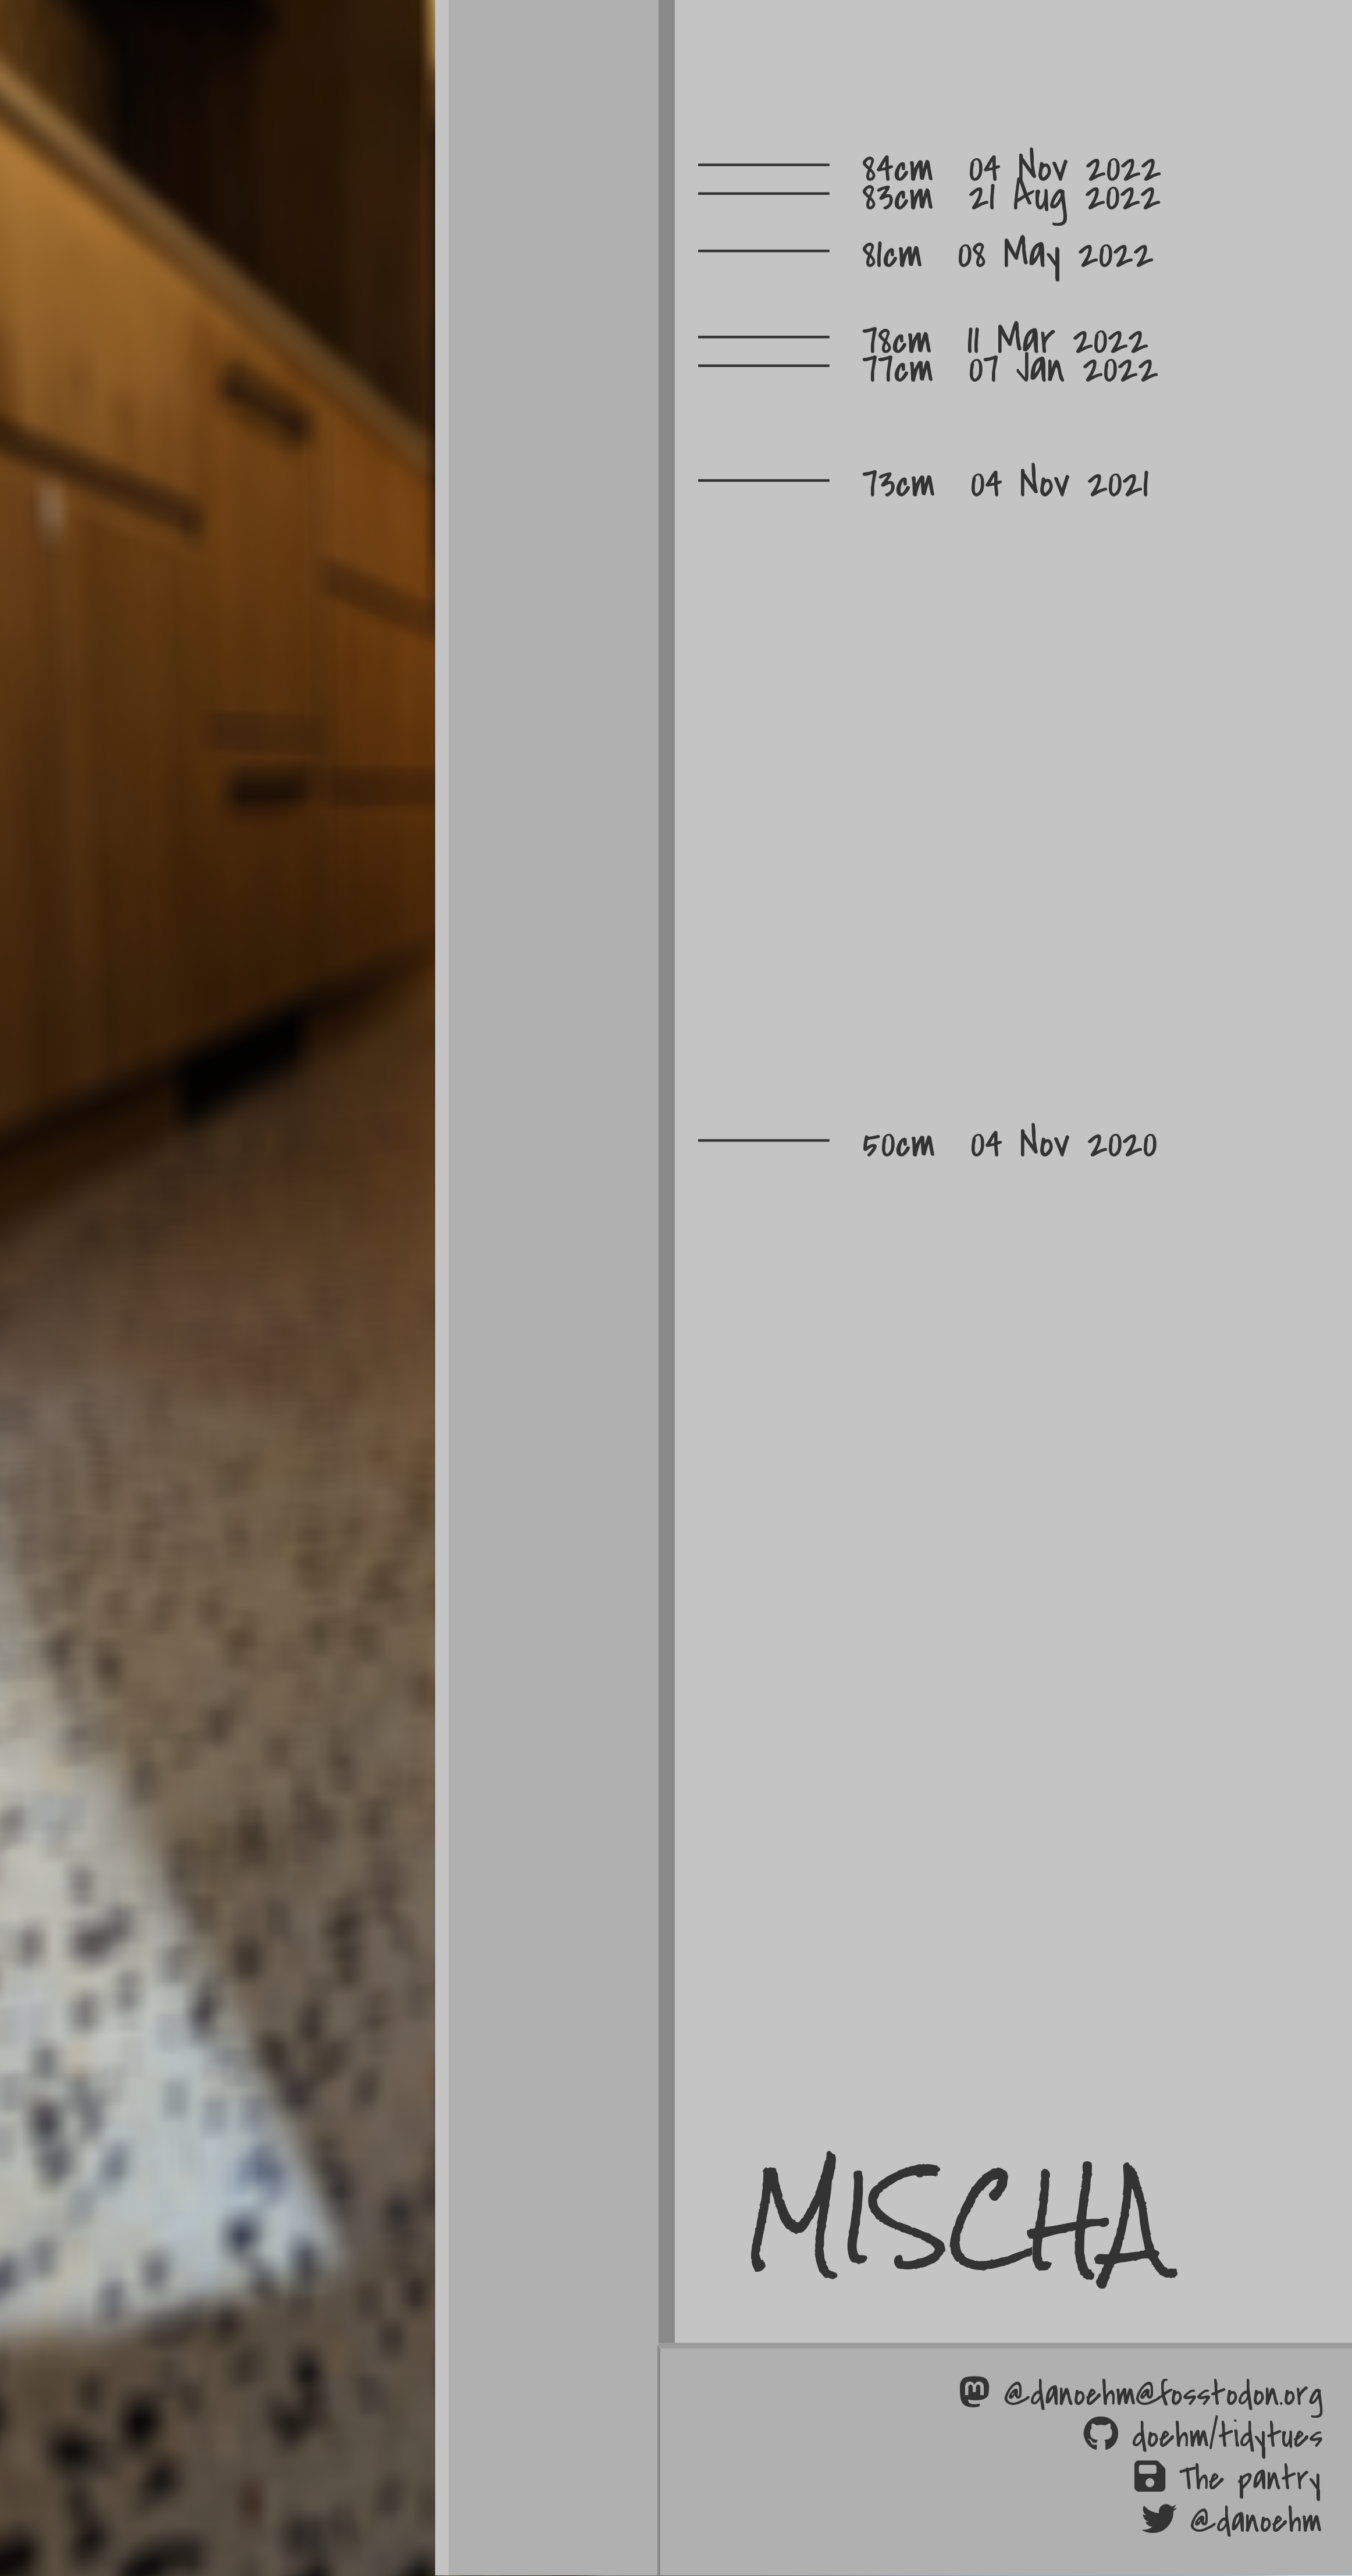 84cm 04 Nov 2022
83cm 21 Aug 2022
81cm 08 May 2022
78cm 11 Mar 2022
77cm 07 Jan 2022
73cm 04 Nov 2021
50cm 04 Nov 2020
MISCHA
@danoehm@fosstodon.org
doehm/tidytues
The pantry
@danoehm